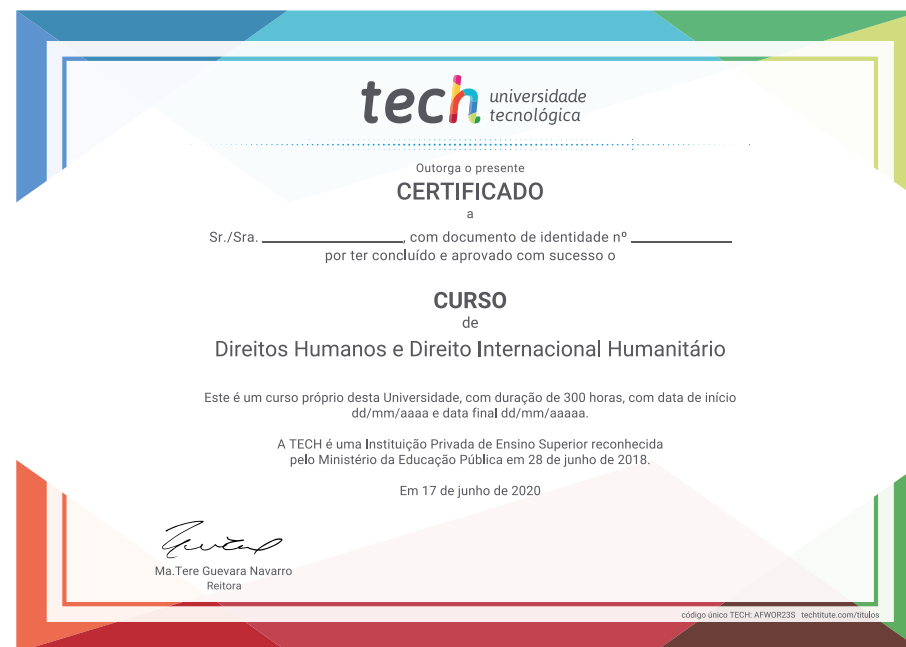 tech universidade
tecnológica
Outorga o presente
CERTIFICADO
a
Sr./Sra. ____________________, com documento de identidade nº ______________
por ter concluído e aprovado com sucesso o
CURSO
de
Direitos Humanos e Direito Internacional Humanitário
Este é um curso próprio desta Universidade, com duração de 300 horas, com data de início
dd/mm/aaaa e data final dd/mm/aaaaa.
A TECH é uma Instituição Privada de Ensino Superior reconhecida
pelo Ministério da Educação Pública em 28 de junho de 2018.
Em 17 de junho de 2020
Ma.Tere Guevara Navarro
Reitora
código único TECH: AFWOR23S techtitute.com/titulos